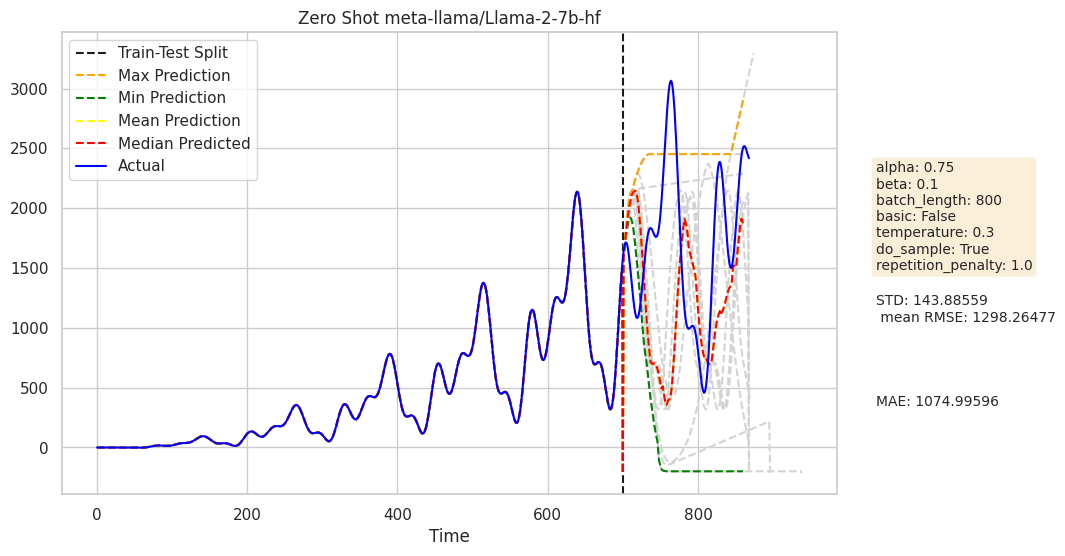 Zero Shot meta-llama/Llama-2-7b-hf
Train-Test Split
Max Prediction
Min Prediction
Mean Prediction
Median Predicted
Actual
3000
2500
2000
1500
1000
500
0
0
200
400
600
800
Time
alpha: 0.75
beta: 0.1
batch_length: 800
basic: False
temperature: 0.3
do_sample: True
repetition_penalty: 1.0
STD: 143.88559
mean RMSE: 1298.26477
MAE: 1074.99596